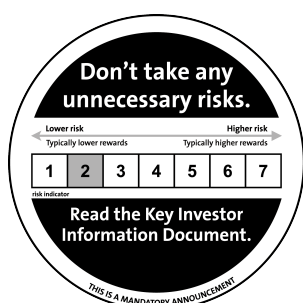 Don't take any
unnecessary risks.
Lower risk Higher risk
Typically lower rewards Typically higher rewards
1 2 3 4 5 6 7
risk indicator
Read the Key Investor
Information Document.
THIS IS A MANDATORY ANNOUNCEMENT